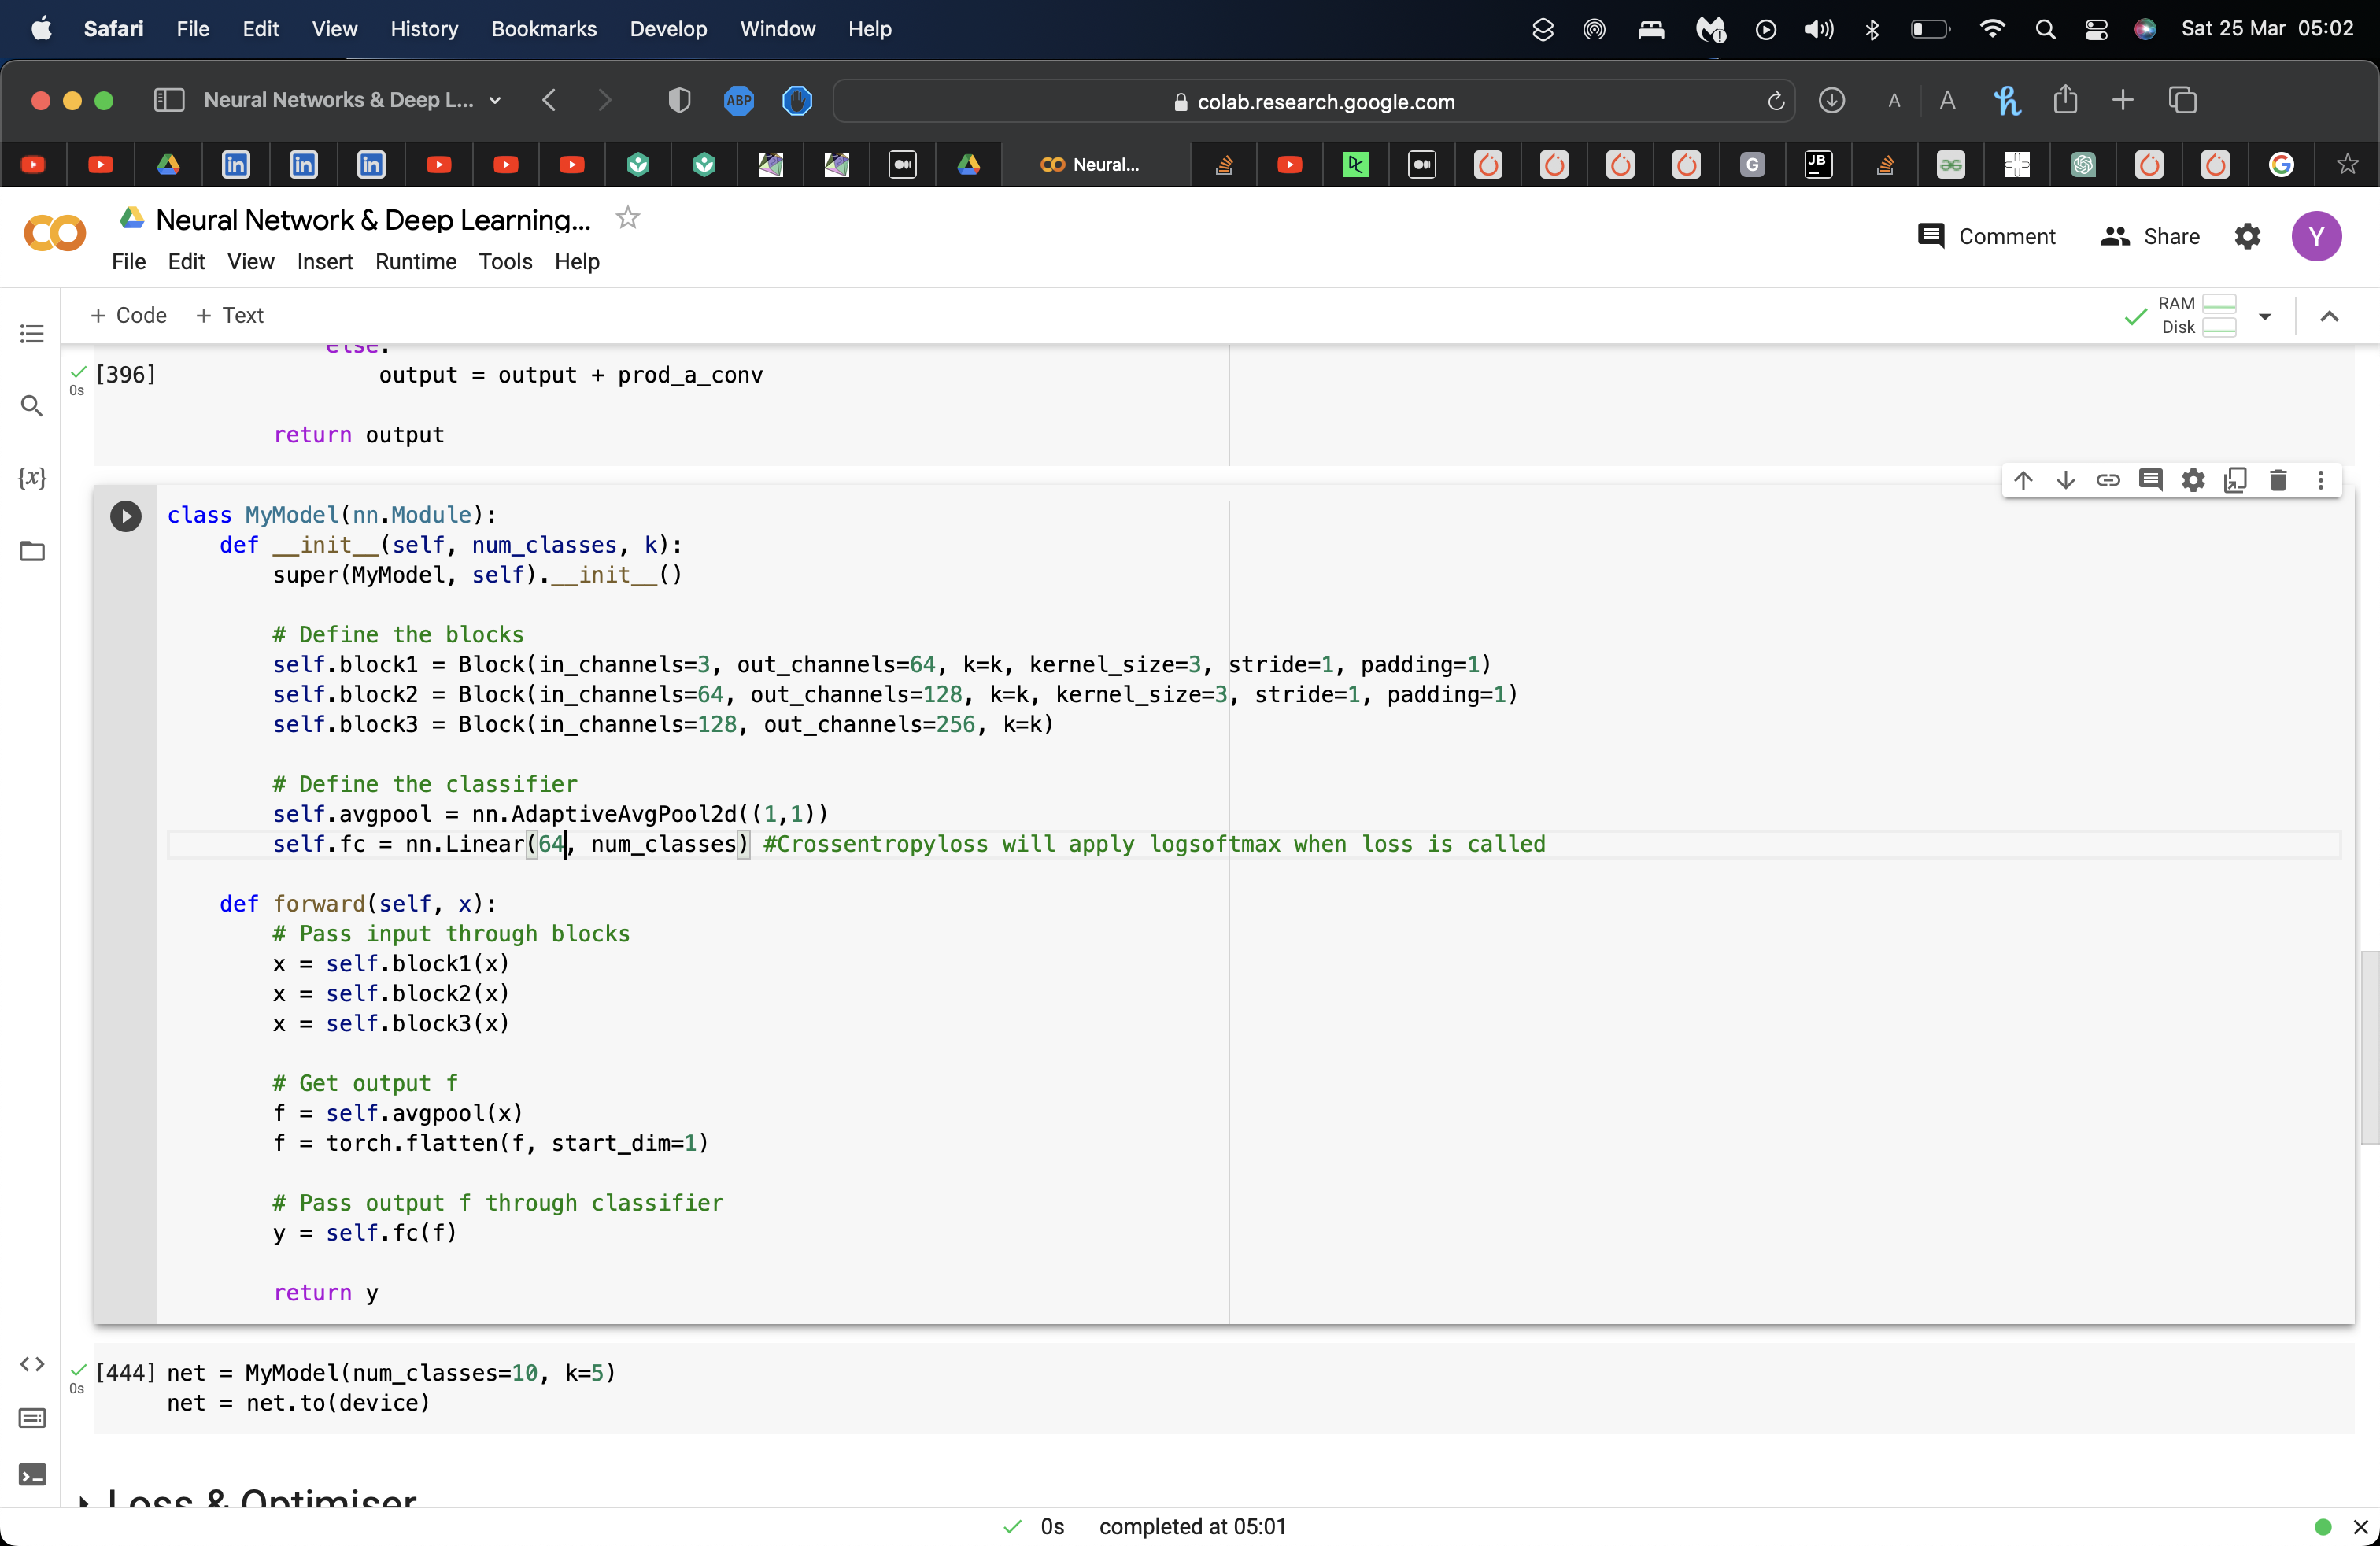 Safari File Edit View History Bookmarks Develop Window Help Sat 25 Mar 05:02
Neural Networks & Deep L... ABP colab.research.google.com A A
Neural... G JB
Neural Network & Deep Learning...
Comment Share Y
File Edit View Insert Runtime Tools Help
+ Code + Text RAM
Disk
else:
0s [396] output = output + prod_a_conv
return output
{x}
class MyModel(nn.Module):
def __init__(self, num_classes, k):
super(MyModel, self).__init__()
# Define the blocks
self.block1 = Block(in_channels=3, out_channels=64, k=k, kernel_size=3, stride=1, padding=1)
self.block2 = Block(in_channels=64, out_channels=128, k=k, kernel_size=3, stride=1, padding=1)
self.block3 = Block(in_channels=128, out_channels=256, k=k)
# Define the classifier
self.avgpool = nn.AdaptiveAvgPool2d((1,1))
self.fc = nn.Linear(64, num_classes) #Crossentropyloss will apply logsoftmax when loss is called
def forward(self, x):
# Pass input through blocks
x = self.block1(x)
x = self.block2(x)
x = self.block3(x)
# Get output f
f = self.avgpool(x)
f = torch.flatten(f, start_dim=1)
# Pass output f through classifier
y = self.fc(f)
return y
0s [444] net = MyModel(num_classes=10, k=5)
net = net.to(device)
Loss & Optimiser
0s completed at 05:01